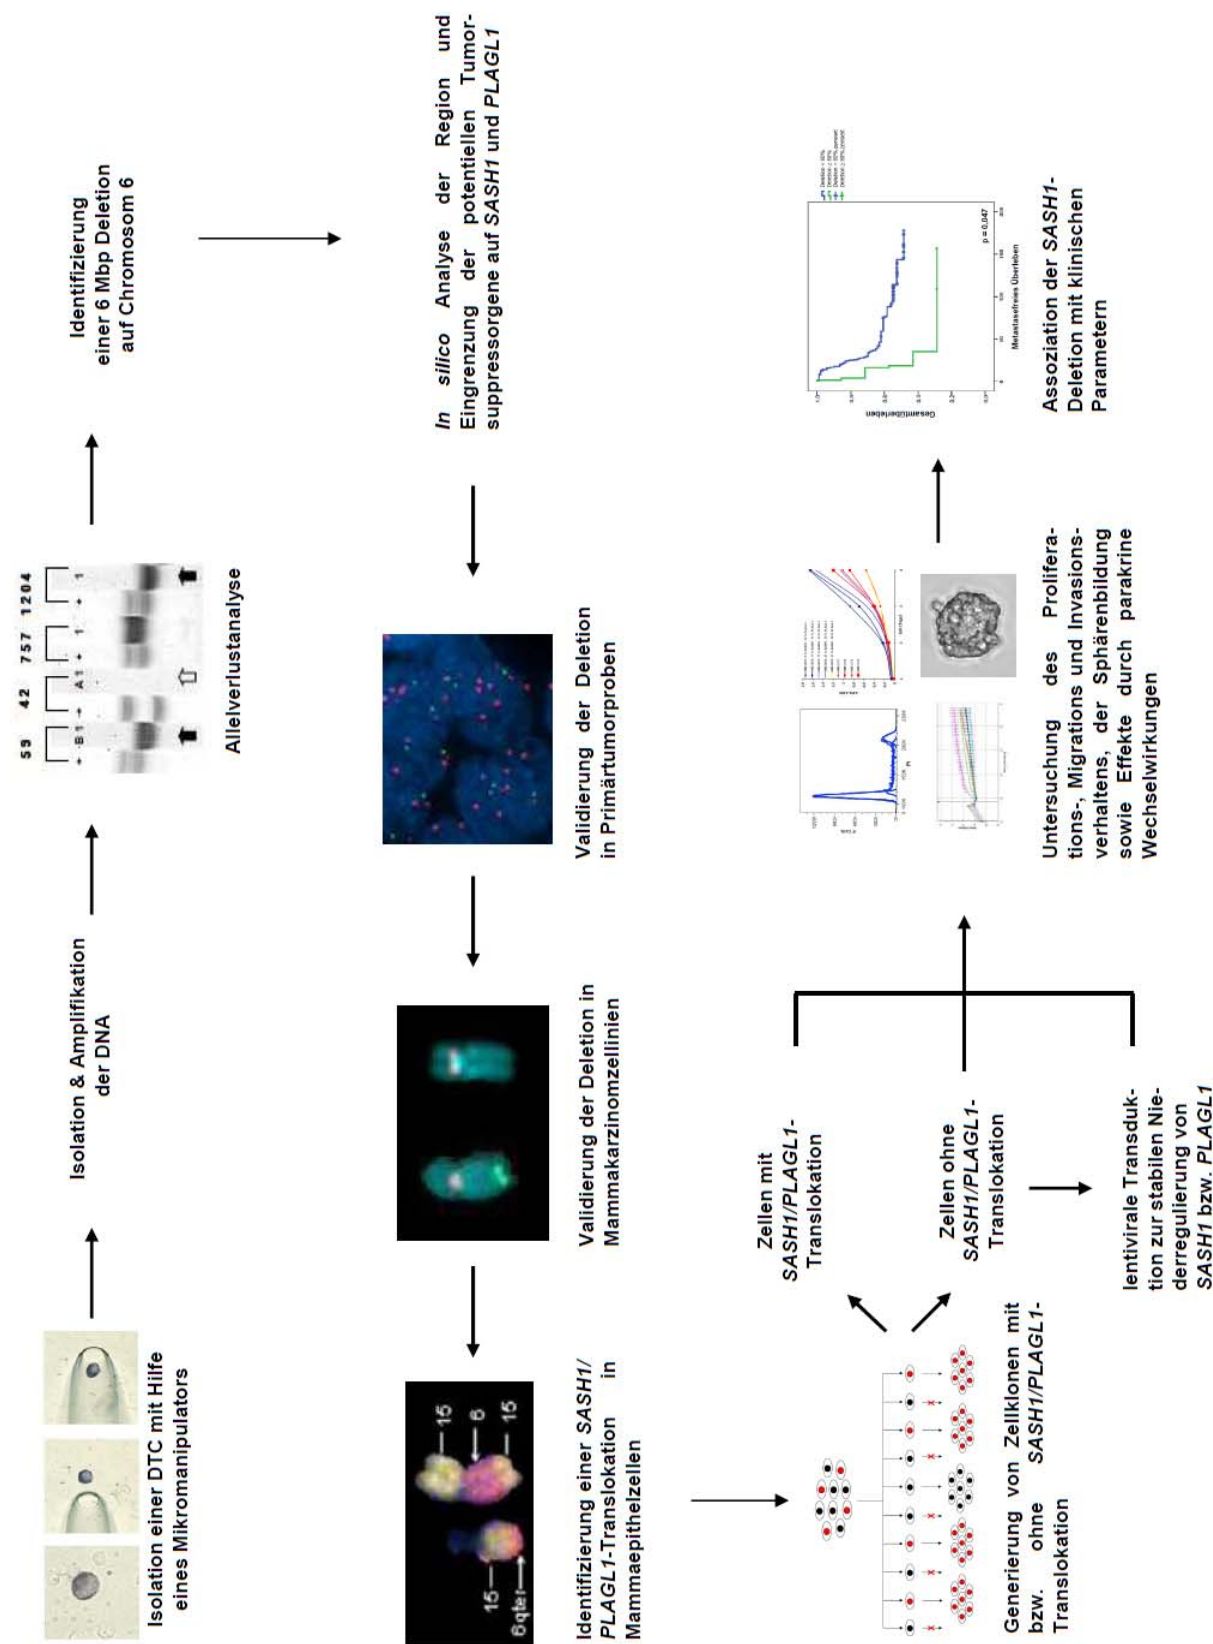 Isolation einer DTC mit Hilfe
eines Mikromanipulators
Isolation & Amplifikation
der DNA
59 42 757 1204
+ B1 + A1 + 1 + 1
Allelverlustanalyse
Identifizierung
einer 6 Mbp Deletion
auf Chromosom 6
In silico Analyse der Region und
Eingrenzung der potentiellen Tumor-
suppressorgene auf SASH1 und PLAGL1
Validierung der Deletion
in Primärtumorproben
Validierung der Deletion in
Mammakarzinomzellinien
15
6qter
15
6
15
Identifizierung einer SASH1/
PLAGL1-Translokation in
Mammaepithelzellen
Generierung von Zellklonen mit
bzw. ohne SASH1/PLAGL1-
Translokation
Zellen mit
SASH1/PLAGL1-
Translokation
Zellen ohne
SASH1/PLAGL1-
Translokation
lentivirale Transduk-
tion zur stabilen Nie-
derregulierung von
SASH1 bzw. PLAGL1
Untersuchung des Prolifera-
tions-, Migrations und Invasions-
verhaltens, der Sphärenbildung
sowie Effekte durch parakrine
Wechselwirkungen
Gesamtüberleben
Metastasefreies Überleben
p = 0,047
Assoziation der SASH1-
Deletion mit klinischen
Parametern